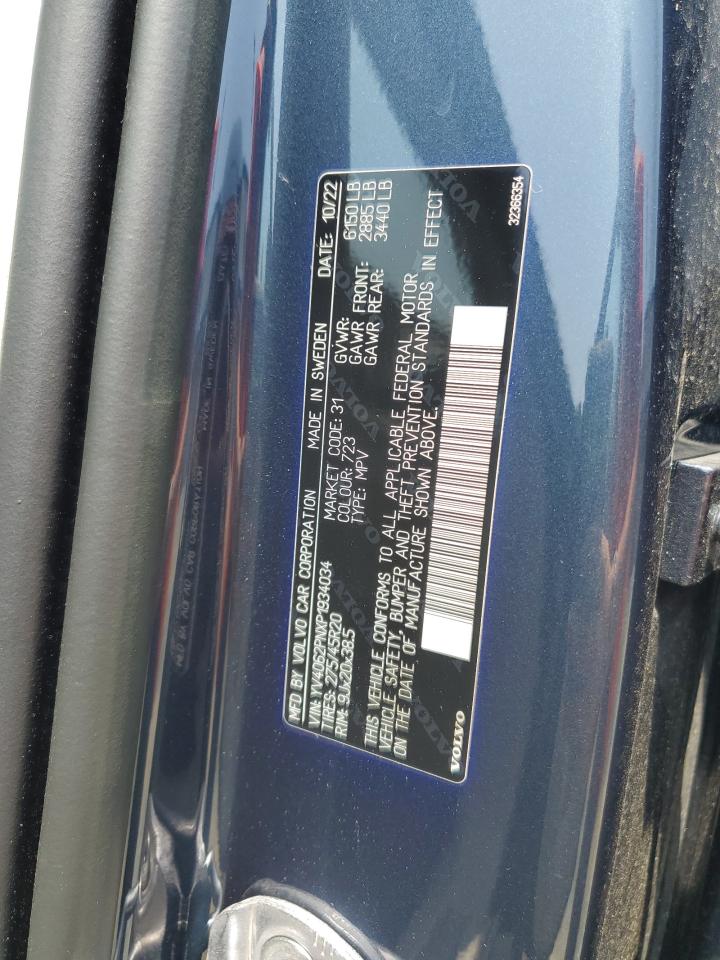 MFD BY VOLVO CAR CORPORATION MADE IN SWEDEN DATE: 10/22
VIN: YV4062PNXP1934034 MARKET CODE: 31 GVWR: 6150 LB
TIRES: 275/45R20 COLOUR: 723 GAWR FRONT: 2885 LB
RIM: 9Jx20x38.5 TYPE: MPV GAWR REAR: 3440 LB
THIS VEHICLE CONFORMS TO ALL APPLICABLE FEDERAL MOTOR
VEHICLE SAFETY, BUMPER AND THEFT PREVENTION STANDARDS IN EFFECT
ON THE DATE OF MANUFACTURE SHOWN ABOVE.
VOLVO 32366354